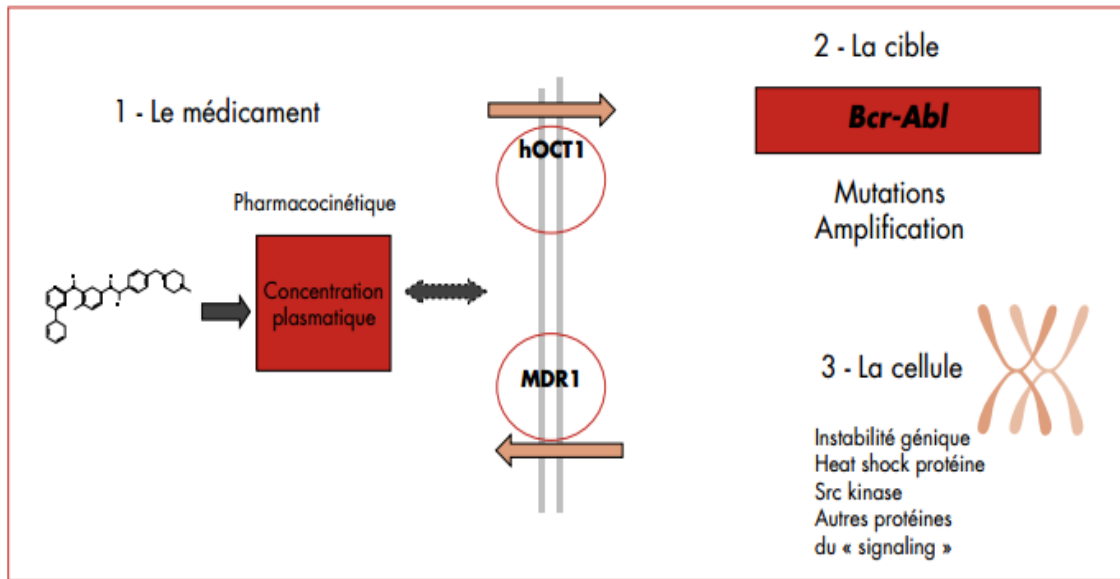 1 - Le médicament
Pharmacocinétique
Concentration
plasmatique
hOCT1
MDR1
2 - La cible
Bcr-Abl
Mutations
Amplification
3 - La cellule
Instabilité génique
Heat shock protéine
Src kinase
Autres protéines
du « signaling »